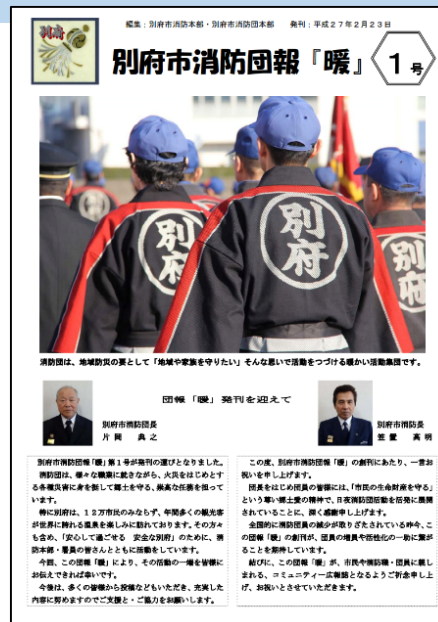 別府
編集：別府市消防本部・別府市消防団本部　発刊：平成27年2月23日
別府市消防団報『暖』
1号
別府
別府
別府
消防団は、地域防災の要として「地域や家族を守りたい」そんな思いで活動をつづける暖かい活動集団です。
団報「暖」発刊を迎えて
別府市消防団長
片岡　典之
別府市消防長
笠置　高明
別府市消防団報「暖」第１号が発刊の運びとなりました。
消防団は、様々な職業に就きながら、火災をはじめとす
る各種災害に身を挺して郷土を守る、崇高な任務を担って
います。
特に別府は、１２万市民のみならず、年間多くの観光客
が世界に誇れる温泉を楽しみに訪れております。その方々
も含め、「安心して過ごせる　安全な別府」のために、消
防本部・署員の皆さんとともに活動をしています。
今回、この団報「暖」により、その活動の一端を皆様に
お伝えできれば幸いです。
今後は、多くの皆様から投稿などもいただき、充実した
内容に努めますのでご支援と・ご協力をお願いします。
この度、別府市消防団報「暖」の創刊にあたり、一言お
祝いを申し上げます。
団長をはじめ団員の皆様には、「市民の生命財産を守る」
という尊い郷土愛の精神で、日夜消防団活動を活発に展開
されていることに、深く感謝申し上げます。
全国的に消防団員の減少が取りざたされている昨今、こ
の団報「暖」の創刊が、団員の増員や活性化の一助に繋が
ることを期待しています。
結びに、この団報「暖」が、市民や消防職・団員に親し
まれる、コミュニティー広報誌となるようご祈念申し上
げ、お祝いとさせていただきます。